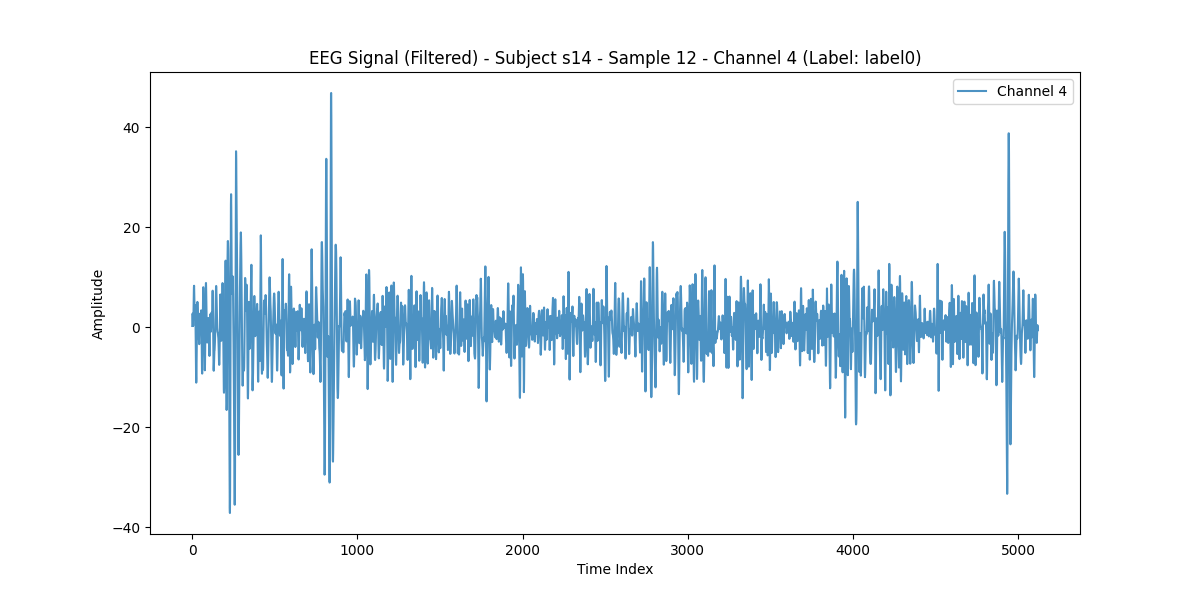 EEG Signal (Filtered) - Subject s14 - Sample 12 - Channel 4 (Label: label0)
Channel 4
40
20
0
−20
−40
Amplitude
0 1000 2000 3000 4000 5000
Time Index